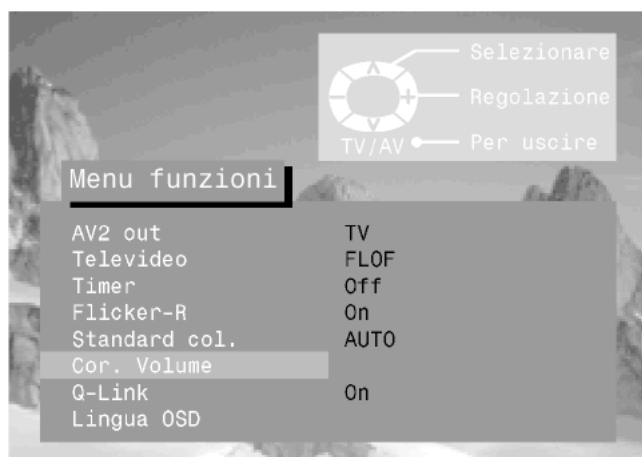 Selezionare
Regolazione
TV/AV Per uscire
Menu funzioni
AV2 out TV
Televideo FLOF
Timer Off
Flicker-R On
Standard col. AUTO
Cor. Volume
Q-Link On
Lingua OSD